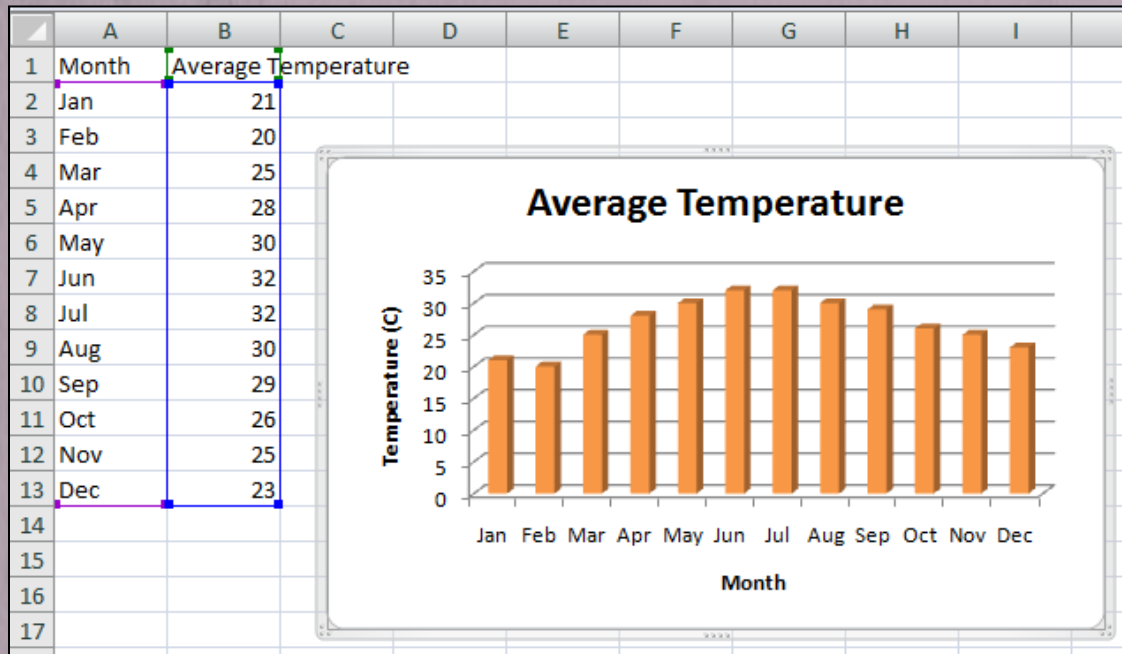 A B C D E F G H I
1 Month Average Temperature
2 Jan 21
3 Feb 20
4 Mar 25
5 Apr 28
6 May 30
7 Jun 32
8 Jul 32
9 Aug 30
10 Sep 29
11 Oct 26
12 Nov 25
13 Dec 23
14
15
16
17
Average Temperature
Temperature (C)
35
30
25
20
15
10
5
0
Jan Feb Mar Apr May Jun Jul Aug Sep Oct Nov Dec
Month